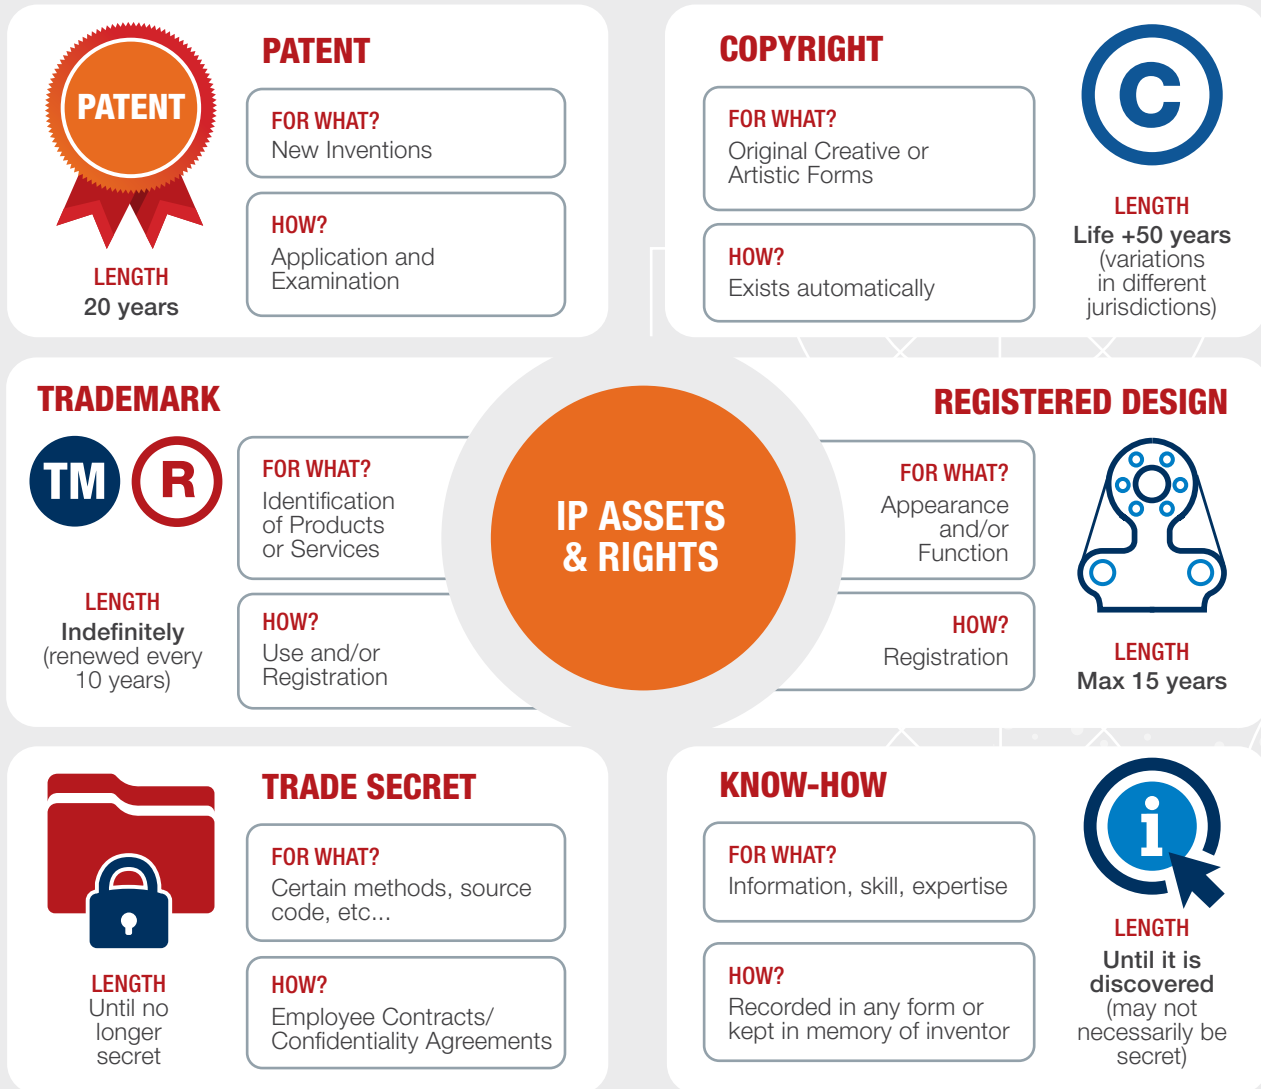 PATENT
PATENT
FOR WHAT?
New Inventions
HOW?
Application and
Examination
LENGTH
20 years
COPYRIGHT
FOR WHAT?
Original Creative or
Artistic Forms
HOW?
Exists automatically
C
LENGTH
Life +50 years
(variations
in different
jurisdictions)
TRADEMARK
TM R
FOR WHAT?
Identification
of Products
or Services
LENGTH
Indefinitely
(renewed every
10 years)
HOW?
Use and/or
Registration
IP ASSETS
& RIGHTS
REGISTERED DESIGN
FOR WHAT?
Appearance
and/or
Function
HOW?
Registration
LENGTH
Max 15 years
TRADE SECRET
FOR WHAT?
Certain methods, source
code, etc...
LENGTH
Until no
longer
secret
HOW?
Employee Contracts/
Confidentiality Agreements
KNOW-HOW
FOR WHAT?
Information, skill, expertise
HOW?
Recorded in any form or
kept in memory of inventor
i
LENGTH
Until it is
discovered
(may not
necessarily be
secret)